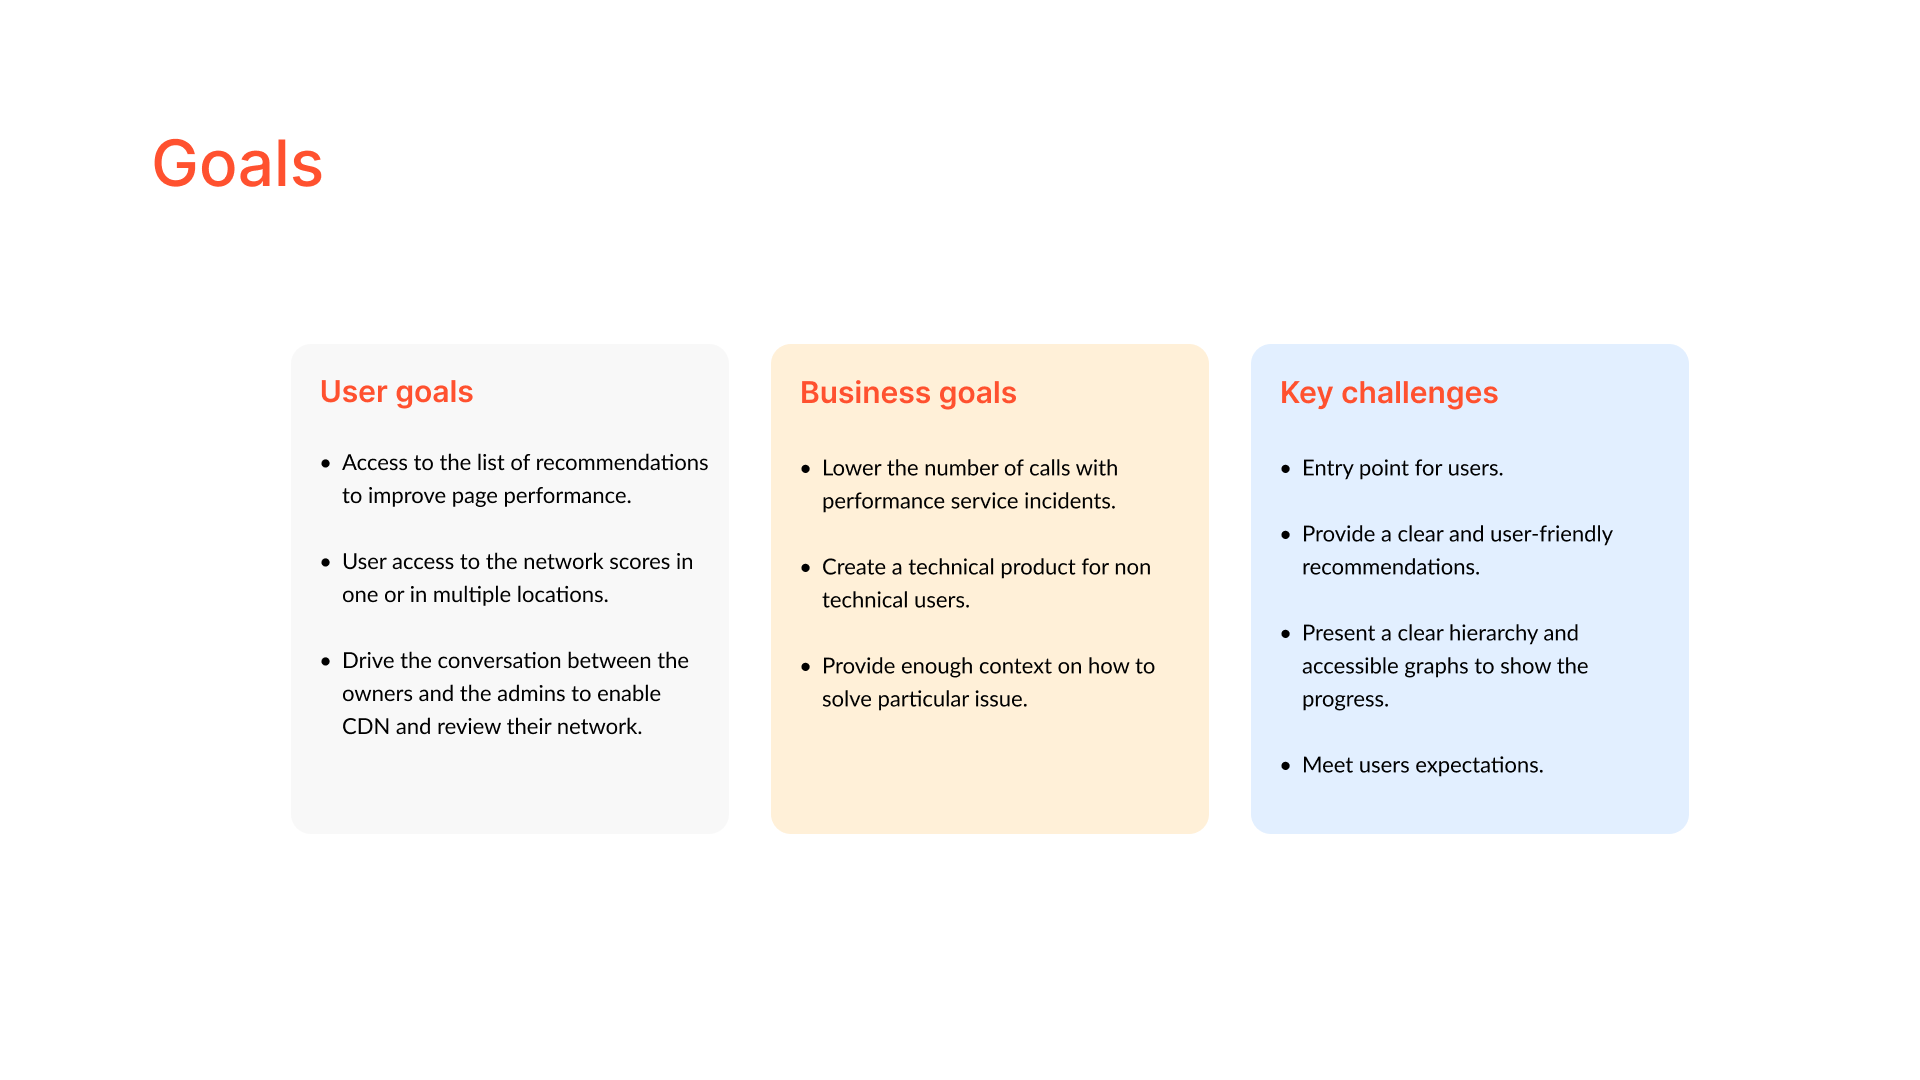 Goals
User goals
• Access to the list of recommendations
to improve page performance.
• User access to the network scores in
one or in multiple locations.
• Drive the conversation between the
owners and the admins to enable
CDN and review their network.
Business goals
• Lower the number of calls with
performance service incidents.
• Create a technical product for non
technical users.
• Provide enough context on how to
solve particular issue.
Key challenges
• Entry point for users.
• Provide a clear and user-friendly
recommendations.
• Present a clear hierarchy and
accessible graphs to show the
progress.
• Meet users expectations.